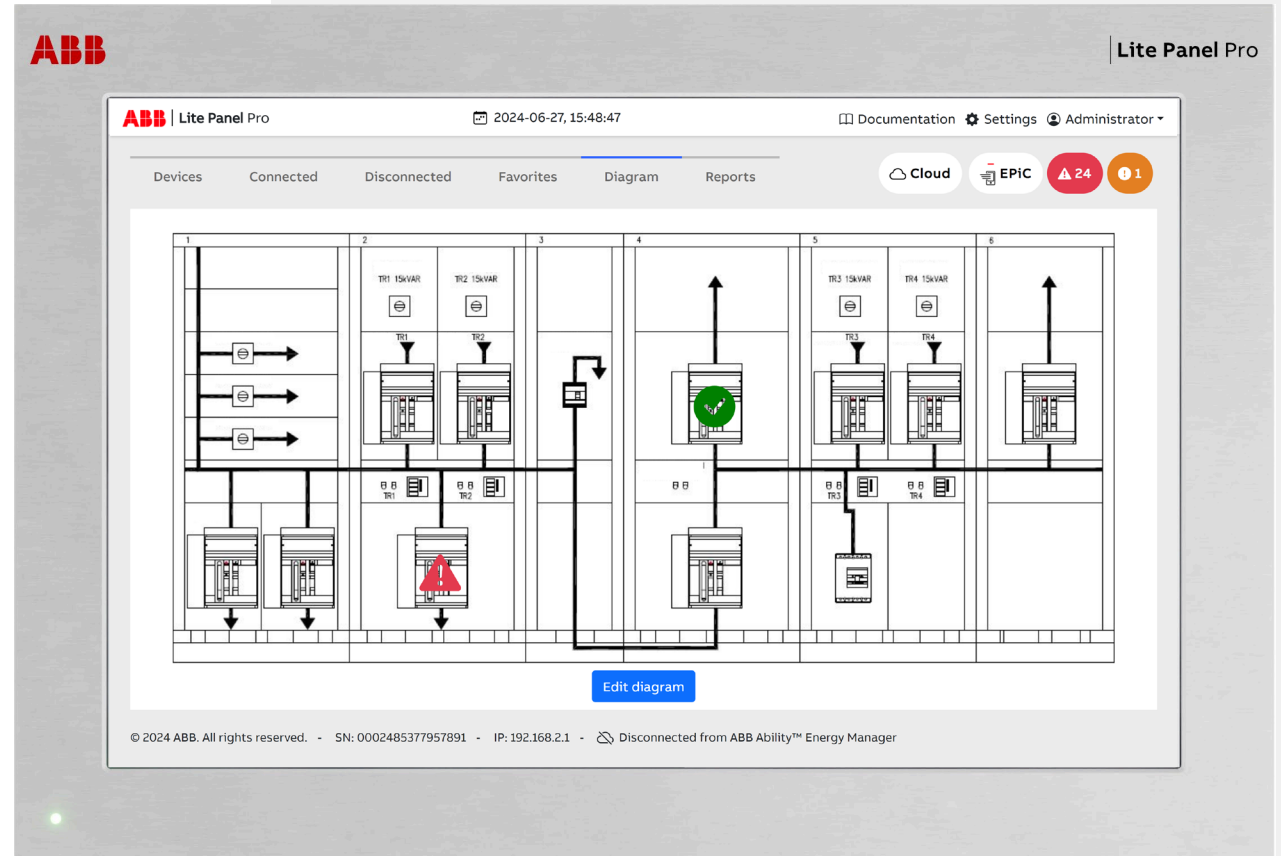 ABB
Lite Panel Pro
ABB Lite Panel Pro
2024-06-27, 15:48:47
Documentation Settings Administrator
Devices Connected Disconnected Favorites Diagram Reports
Cloud EPiC 24 1
1 2 3 4 5 6
TR1 15kVAR TR2 15kVAR TR3 15kVAR TR4 15kVAR
TR1 TR2 TR3 TR4
TR1 TR2 TR3 TR4
Edit diagram
© 2024 ABB. All rights reserved. - SN: 0002485377957891 - IP: 192.168.2.1 - Disconnected from ABB Ability™ Energy Manager